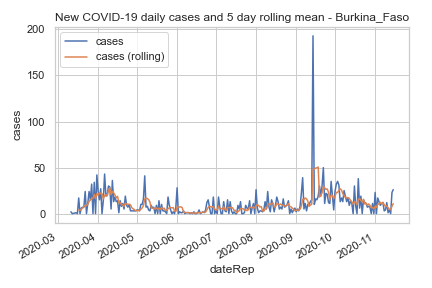 New COVID-19 daily cases and 5 day rolling mean - Burkina_Faso
200
150
100
50
0
cases
cases
cases (rolling)
2020-03
2020-04
2020-05
2020-06
2020-07
2020-08
2020-09
2020-10
2020-11
dateRep